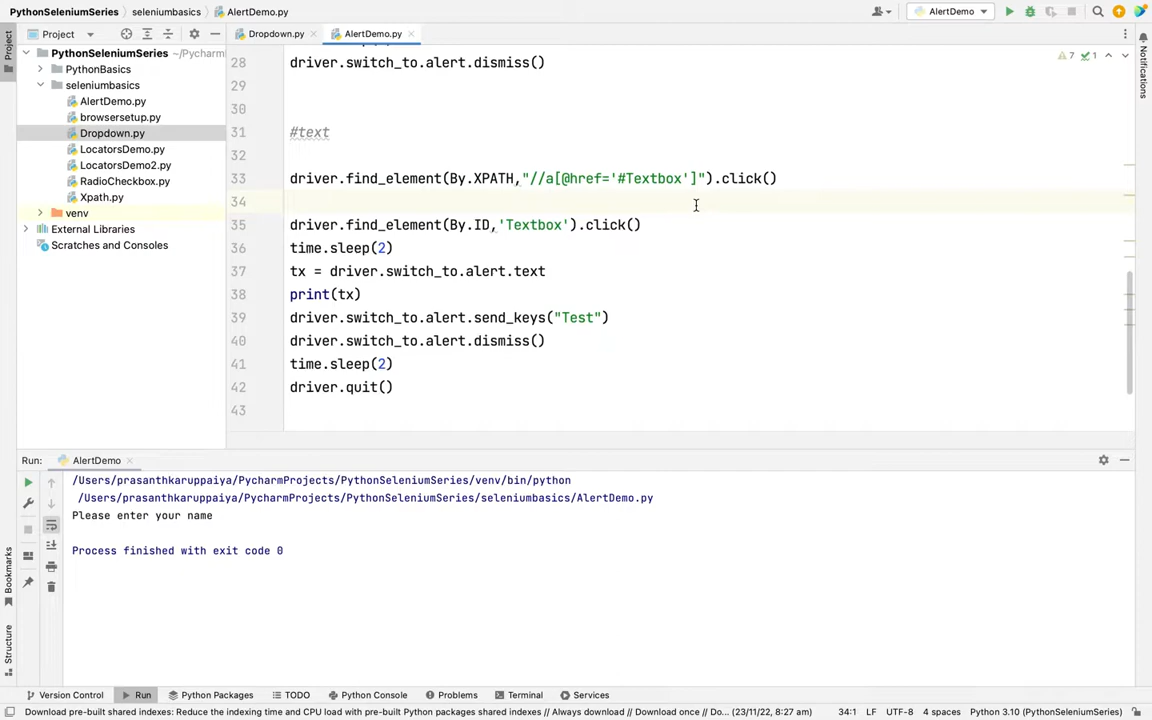 PythonSeleniumSeries
seleniumbasics
AlertDemo.py
AlertDemo
Project
Project
Dropdown.py
AlertDemo.py
PythonSeleniumSeries ~/Pycharm
PythonBasics
seleniumbasics
AlertDemo.py
browsersetup.py
Dropdown.py
LocatorsDemo.py
LocatorsDemo2.py
RadioCheckbox.py
Xpath.py
venv
External Libraries
Scratches and Consoles
7 1
Notifications
28 driver.switch_to.alert.dismiss()
29
30
31 #text
32
33 driver.find_element(By.XPATH,"//a[@href='#Textbox']").click()
34
35 driver.find_element(By.ID,'Textbox').click()
36 time.sleep(2)
37 tx = driver.switch_to.alert.text
38 print(tx)
39 driver.switch_to.alert.send_keys("Test")
40 driver.switch_to.alert.dismiss()
41 time.sleep(2)
42 driver.quit()
43
Run: AlertDemo
/Users/prasanthkaruppaiya/PycharmProjects/PythonSeleniumSeries/venv/bin/python
/Users/prasanthkaruppaiya/PycharmProjects/PythonSeleniumSeries/seleniumbasics/AlertDemo.py
Please enter your name
Process finished with exit code 0
Bookmarks
Structure
Version Control Run Python Packages TODO Python Console Problems Terminal Services
Download pre-built shared indexes: Reduce the indexing time and CPU load with pre-built Python packages shared indexes // Always download // Download once // Do... (23/11/22, 8:27 am) 34:1 LF UTF-8 4 spaces Python 3.10 (PythonSeleniumSeries)